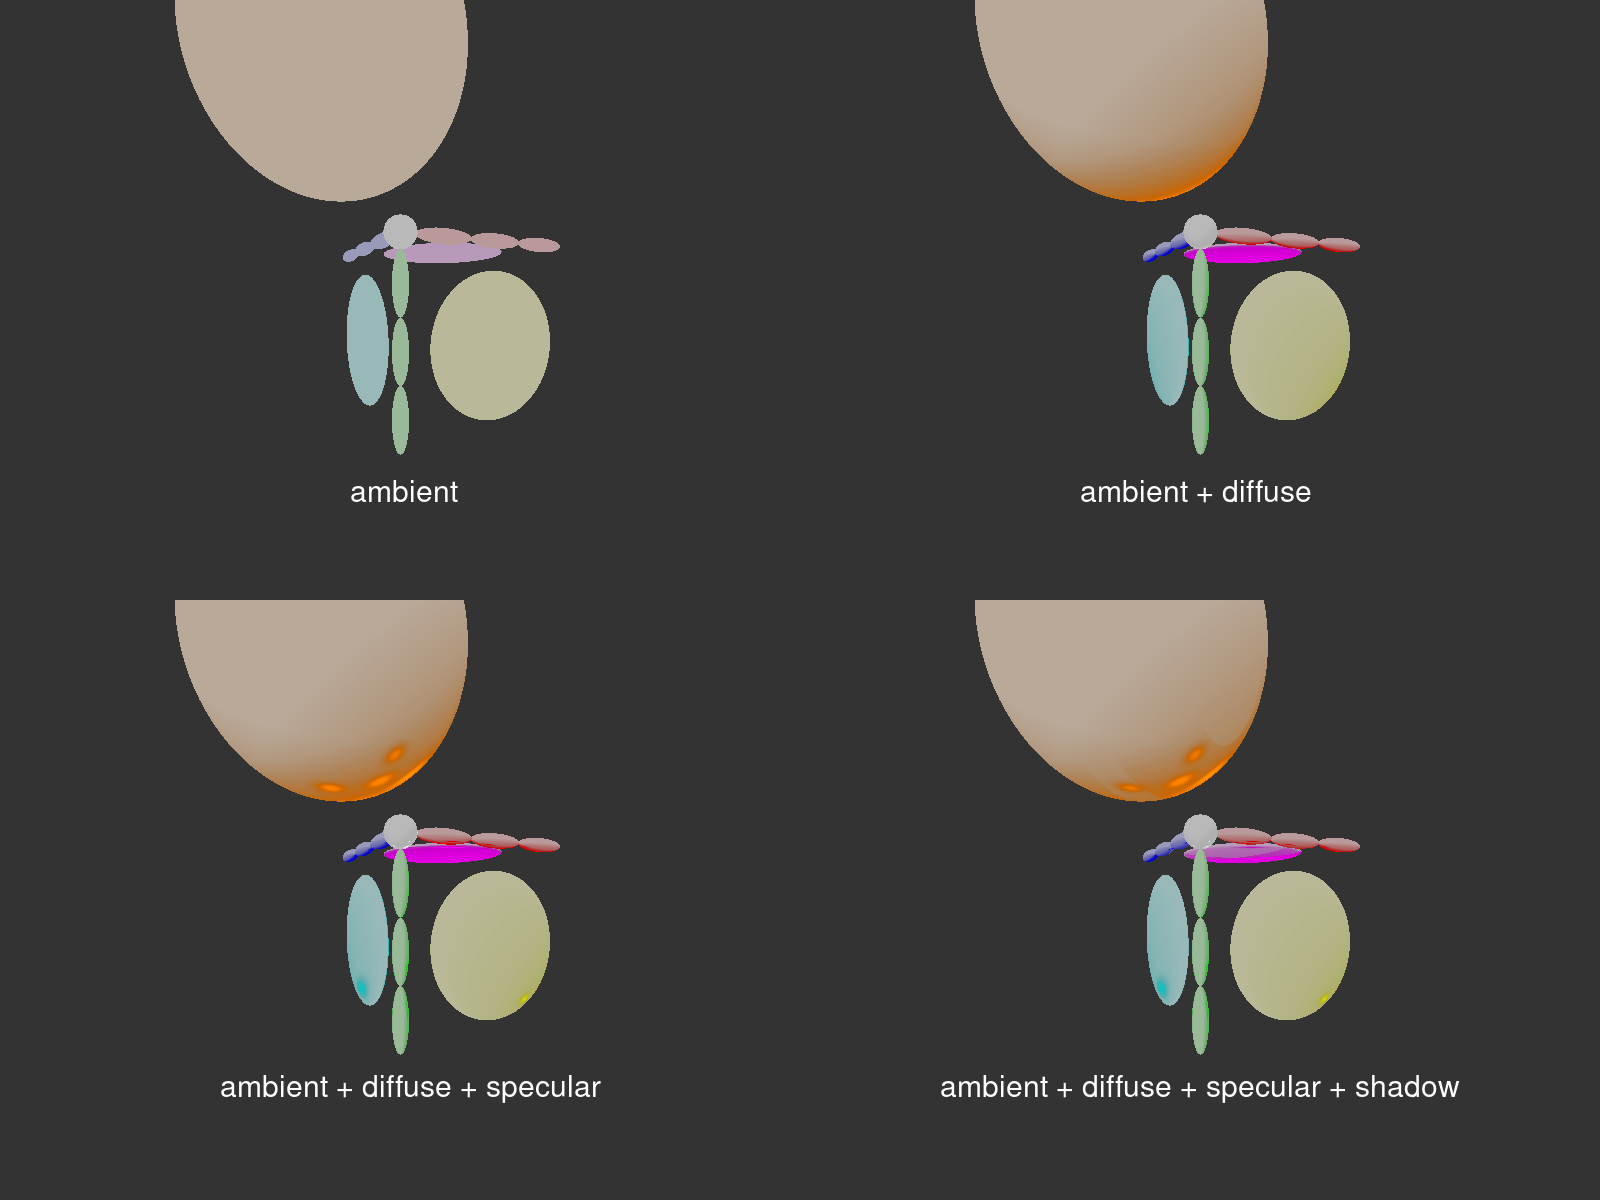 ambient
ambient + diffuse
ambient + diffuse + specular
ambient + diffuse + specular + shadow